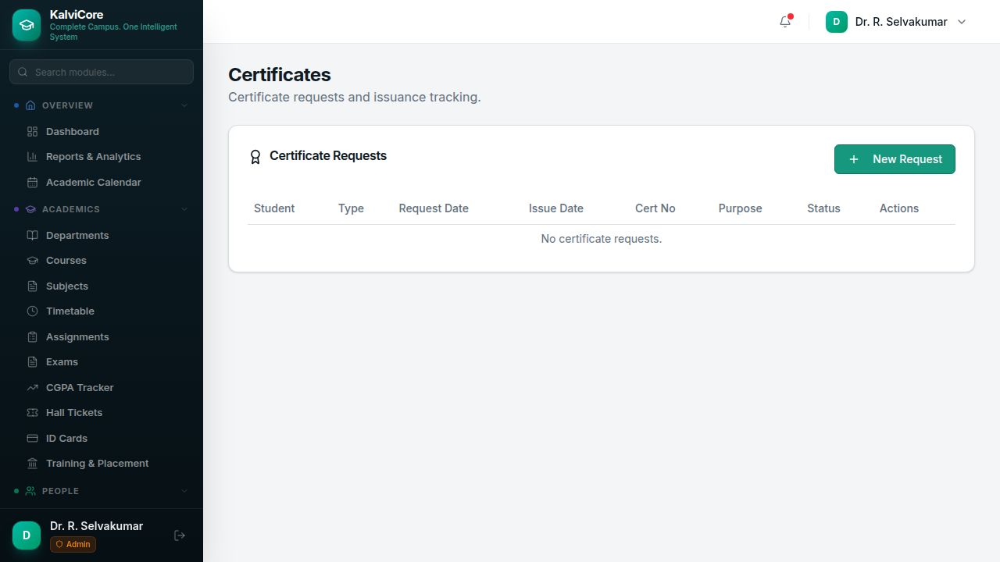 KalviCore
Complete Campus. One Intelligent
System
Search modules...
OVERVIEW
Dashboard
Reports & Analytics
Academic Calendar
ACADEMICS
Departments
Courses
Subjects
Timetable
Assignments
Exams
CGPA Tracker
Hall Tickets
ID Cards
Training & Placement
PEOPLE
D
Dr. R. Selvakumar
Admin
D Dr. R. Selvakumar
Certificates
Certificate requests and issuance tracking.
Certificate Requests
New Request
Student Type Request Date Issue Date Cert No Purpose Status Actions
No certificate requests.